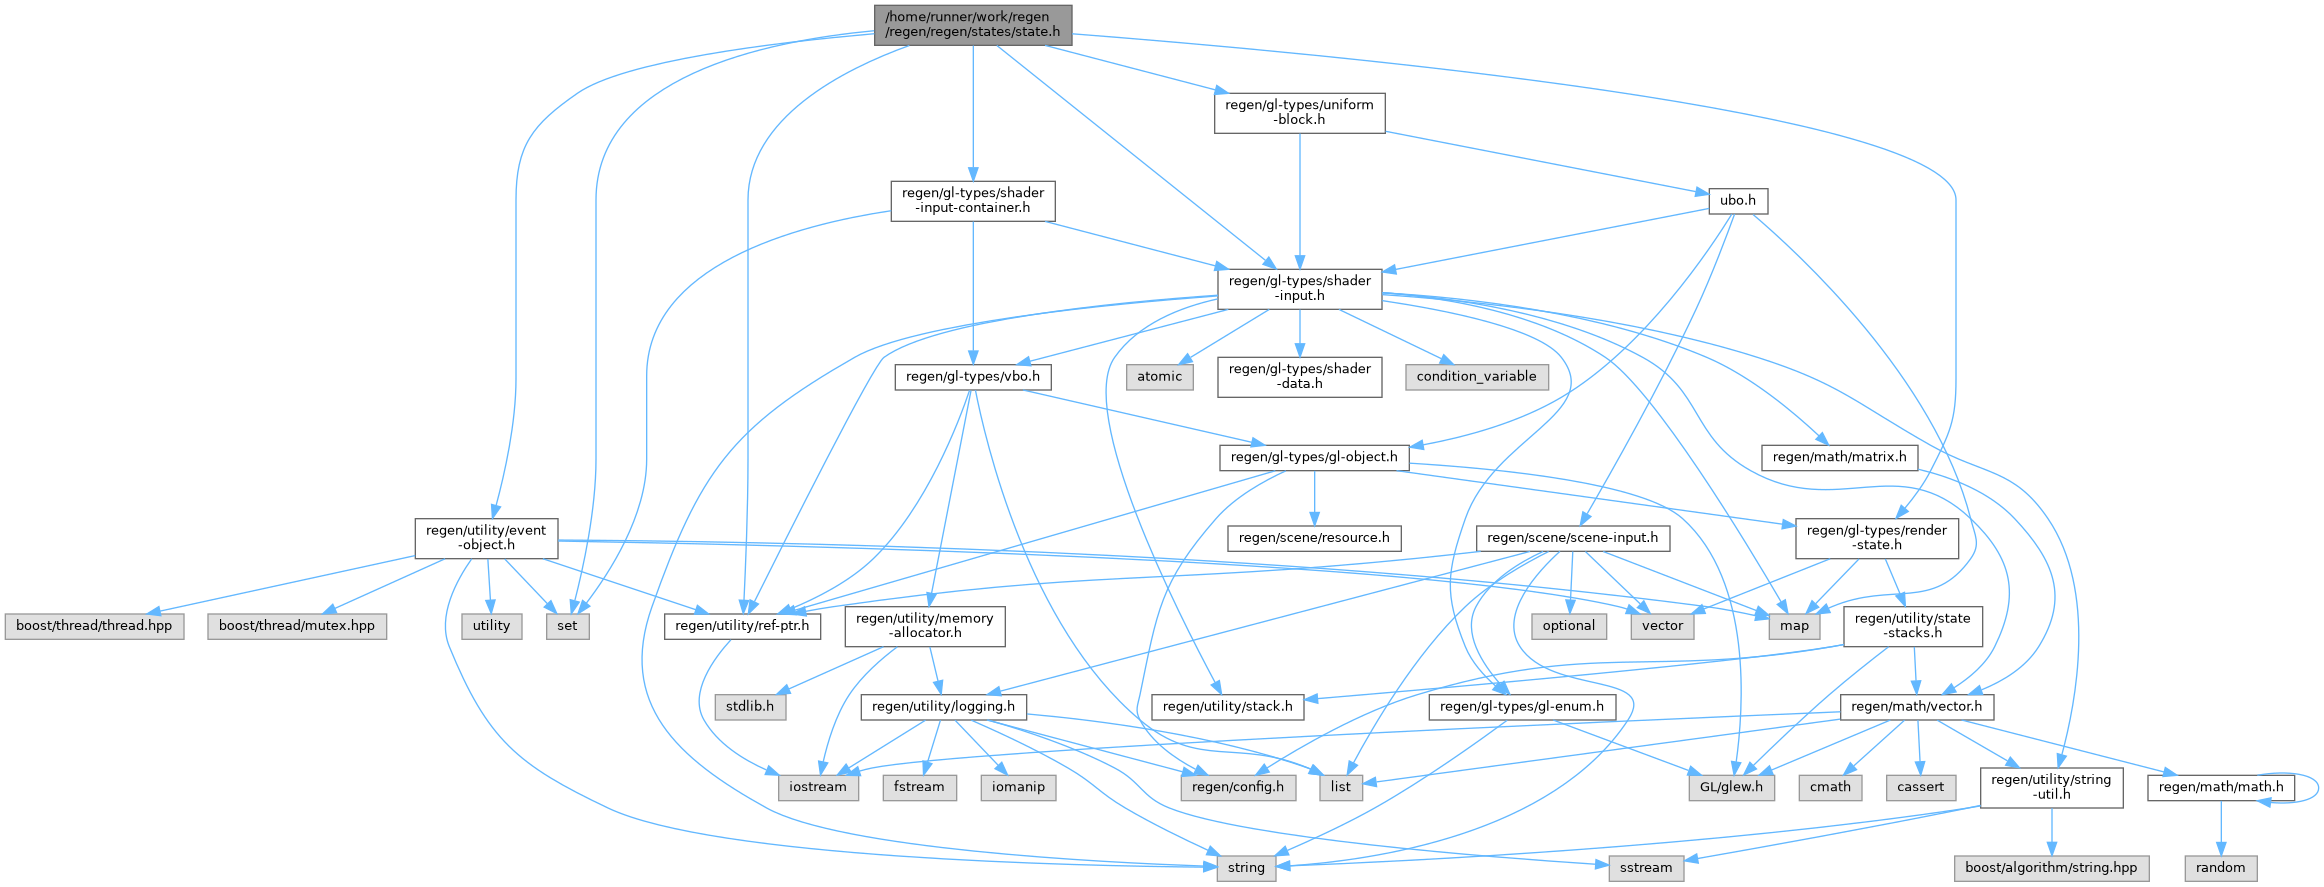 /home/runner/work/regen
/regen/regen/states/state.h
regen/gl-types/uniform
-block.h
regen/gl-types/shader
-input-container.h
ubo.h
regen/gl-types/shader
-input.h
regen/gl-types/vbo.h
atomic
regen/gl-types/shader
-data.h
condition_variable
regen/gl-types/gl-object.h
regen/math/matrix.h
regen/utility/event
-object.h
regen/scene/resource.h
regen/scene/scene-input.h
regen/gl-types/render
-state.h
boost/thread/thread.hpp
boost/thread/mutex.hpp
utility
set
regen/utility/ref-ptr.h
regen/utility/memory
-allocator.h
optional
vector
map
regen/utility/state
-stacks.h
stdlib.h
regen/utility/logging.h
regen/utility/stack.h
regen/gl-types/gl-enum.h
regen/math/vector.h
iostream
fstream
iomanip
regen/config.h
list
GL/glew.h
cmath
cassert
regen/utility/string
-util.h
regen/math/math.h
string
sstream
boost/algorithm/string.hpp
random